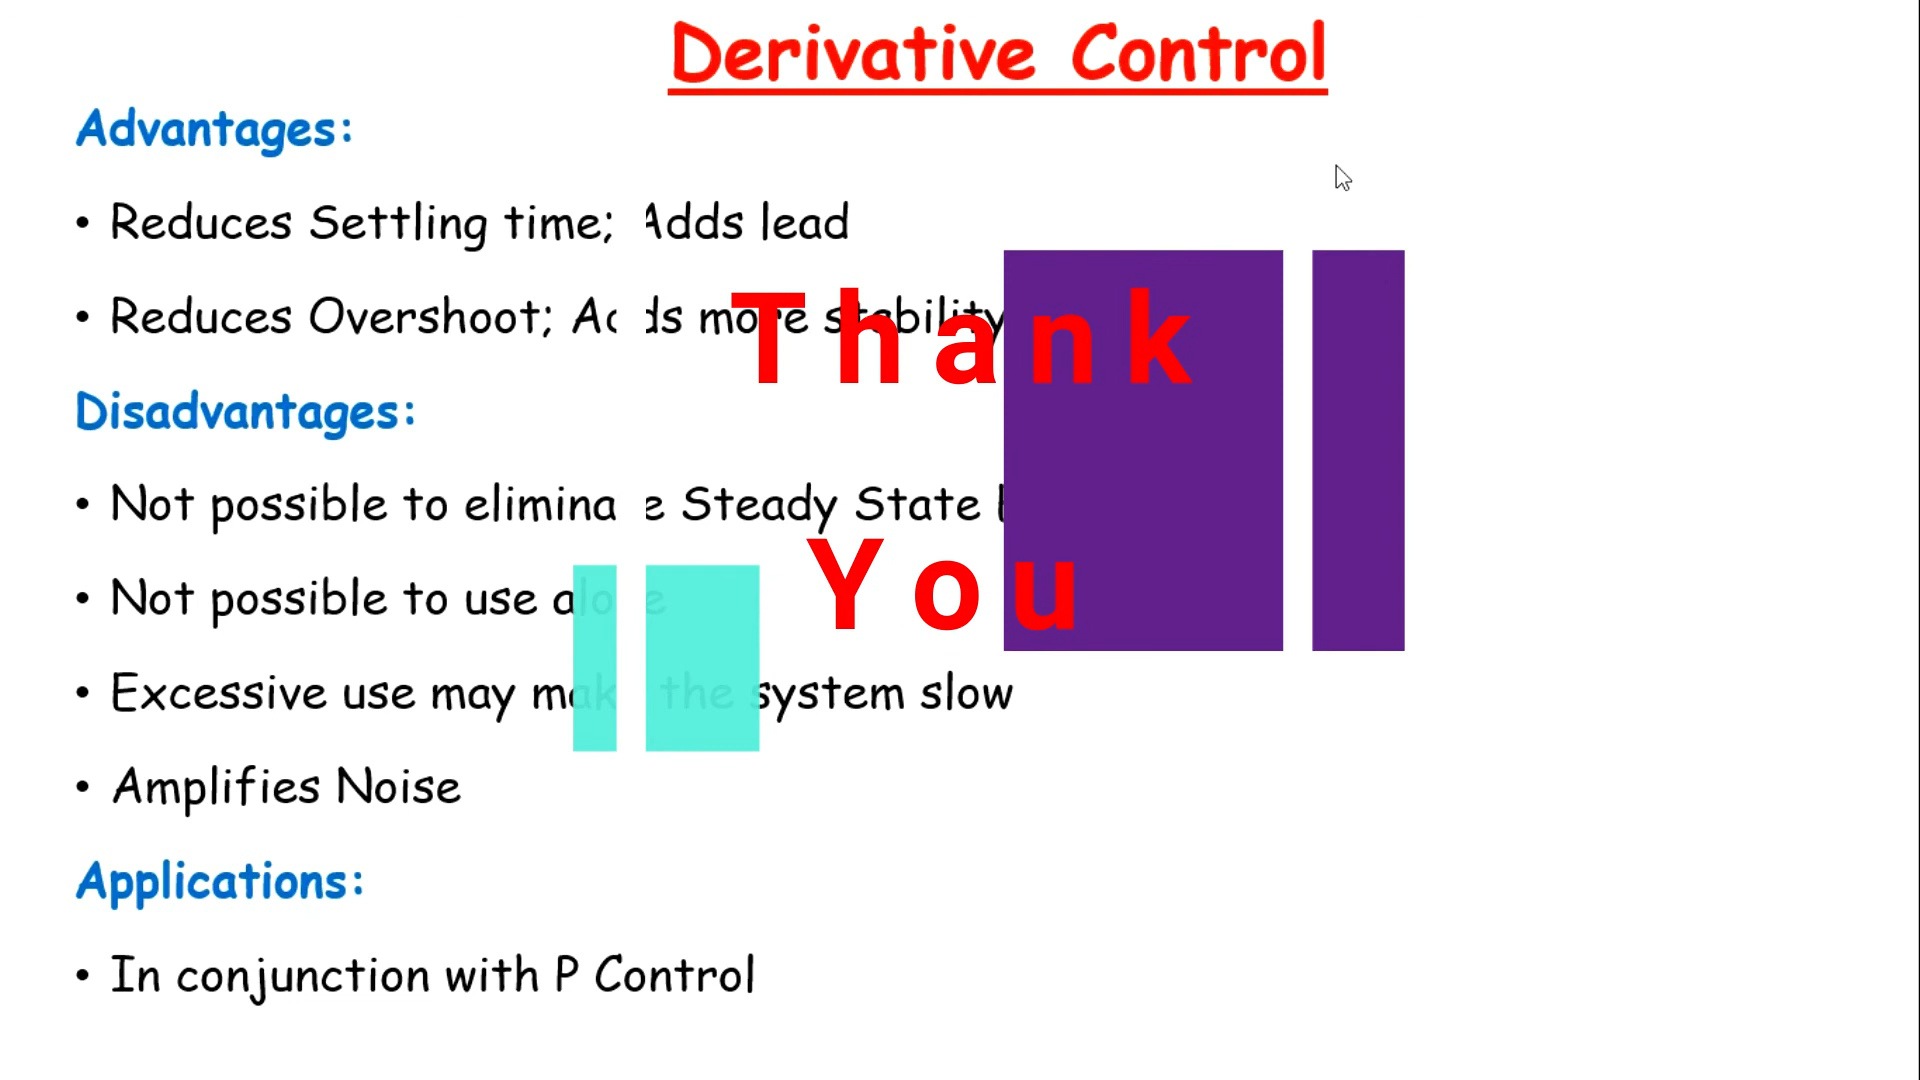 Derivative Control
Advantages:
• Reduces Settling time; Adds lead
• Reduces Overshoot; Adds more stability
Thank
Disadvantages:
• Not possible to eliminate Steady State
You
• Not possible to use alone
• Excessive use may make the system slow
• Amplifies Noise
Applications:
• In conjunction with P Control